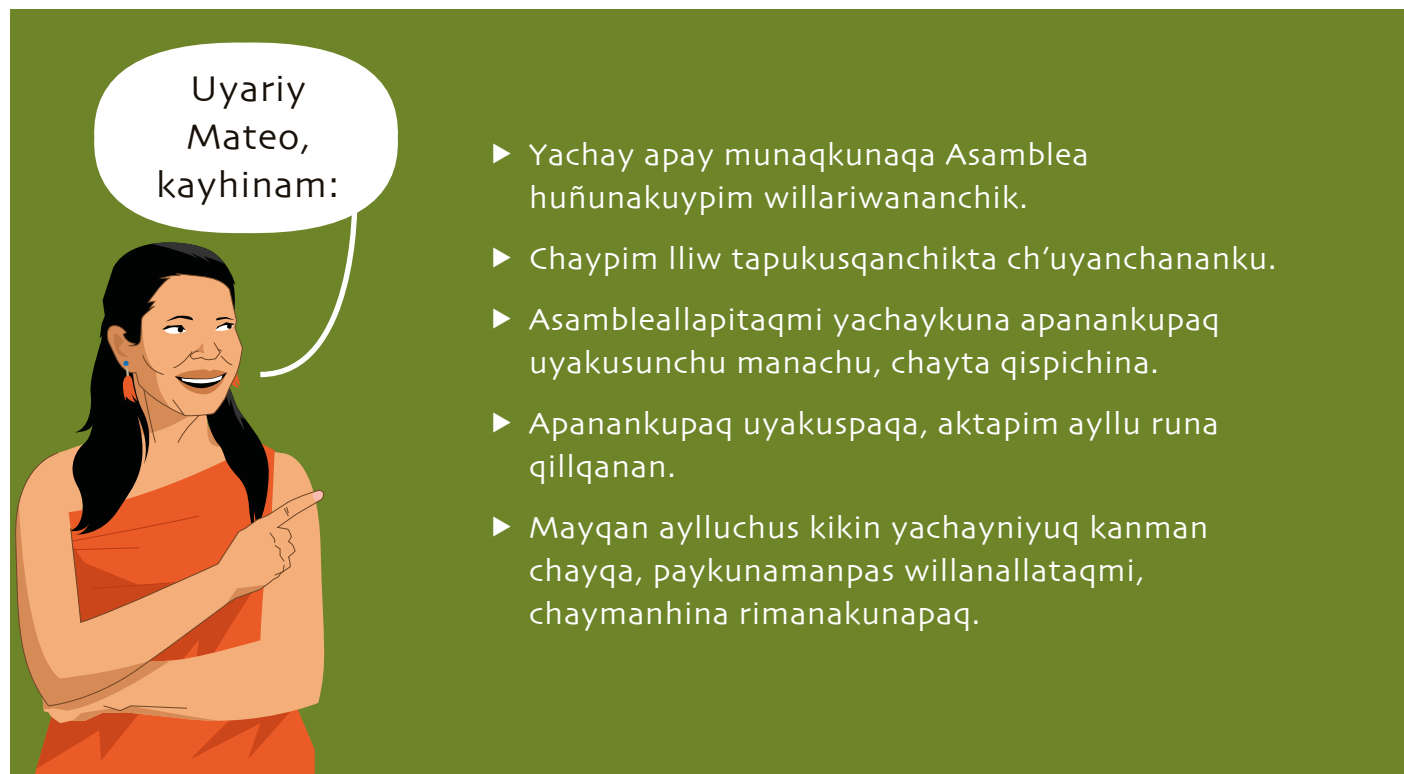 Uyariy
Mateo,
kayhinam:
▶ Yachay apay munaqkunaqa Asamblea
huñunakuypim willariwananchik.
▶ Chaypim lliw tapukusqanchikta ch’uyanchananku.
▶ Asambleallapitaqmi yachaykuna apanankupaq
uyakusunchu manachu, chayta qispichina.
▶ Apanankupaq uyakuspaqa, aktapim ayllu runa
qillqanan.
▶ Mayqan aylluchus kikin yachayniyuq kanman
chayqa, paykunamanpas willanallataqmi,
chaymanhina rimanakunapaq.